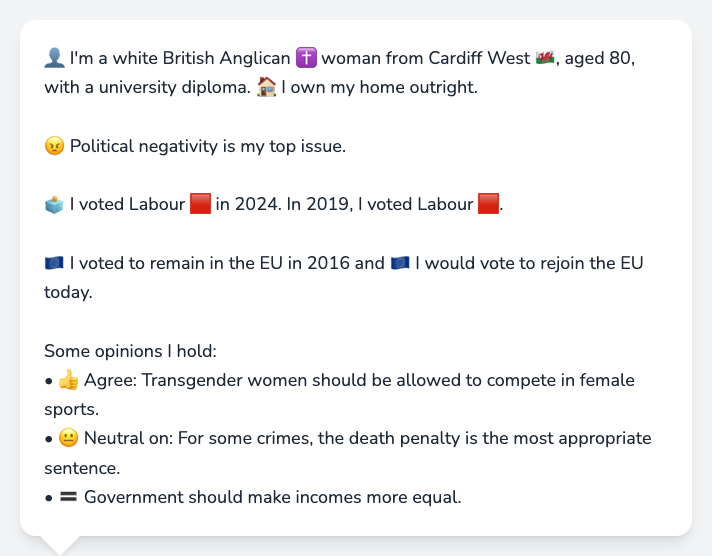 👤 I'm a white British Anglican ✝️ woman from Cardiff West 🏴󠁧󠁢󠁷󠁬󠁳󠁿, aged 80,
with a university diploma. 🏠 I own my home outright.
😠 Political negativity is my top issue.
🗳️ I voted Labour 🟥 in 2024. In 2019, I voted Labour 🟥.
🇪🇺 I voted to remain in the EU in 2016 and 🇪🇺 I would vote to rejoin the EU
today.
Some opinions I hold:
• 👍 Agree: Transgender women should be allowed to compete in female
sports.
• 😐 Neutral on: For some crimes, the death penalty is the most appropriate
sentence.
• 🟰 Government should make incomes more equal.